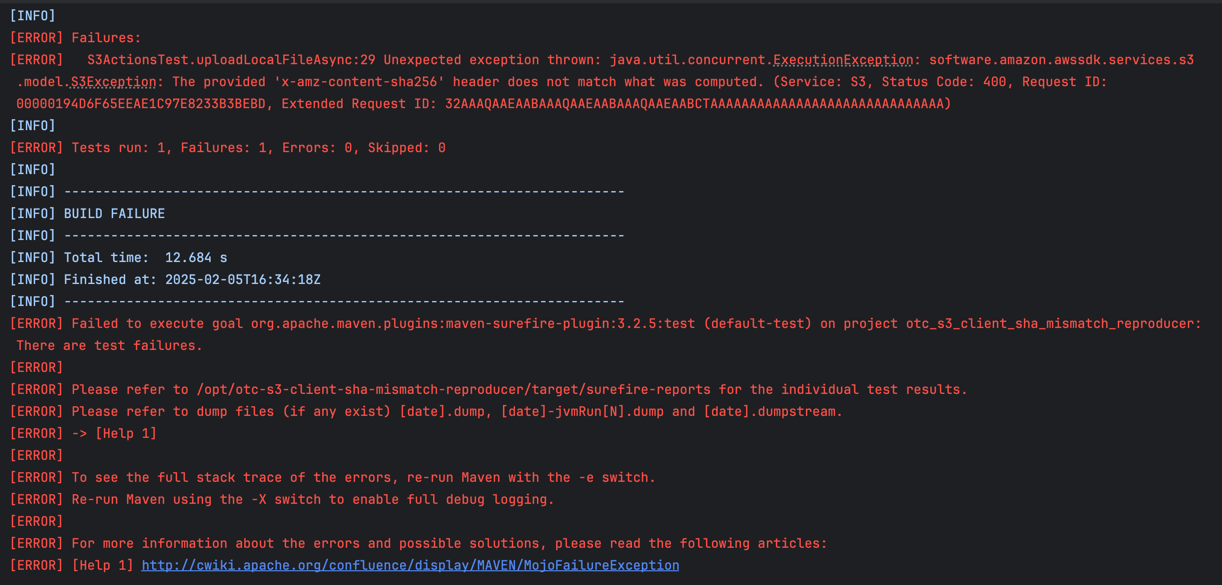 [INFO]
[ERROR] Failures:
[ERROR]   S3ActionsTest.uploadLocalFileAsync:29 Unexpected exception thrown: java.util.concurrent.ExecutionException: software.amazon.awssdk.services.s3
.model.S3Exception: The provided 'x-amz-content-sha256' header does not match what was computed. (Service: S3, Status Code: 400, Request ID:
00000194D6F65EEAE1C97E8233B3BEBD, Extended Request ID: 32AAAQAAEAABAAAQAAEAABAAAQAAEAABCTAAAAAAAAAAAAAAAAAAAAAAAAAAAAAA)
[INFO]
[ERROR] Tests run: 1, Failures: 1, Errors: 0, Skipped: 0
[INFO]
[INFO] ------------------------------------------------------------------------
[INFO] BUILD FAILURE
[INFO] ------------------------------------------------------------------------
[INFO] Total time:  12.684 s
[INFO] Finished at: 2025-02-05T16:34:18Z
[INFO] ------------------------------------------------------------------------
[ERROR] Failed to execute goal org.apache.maven.plugins:maven-surefire-plugin:3.2.5:test (default-test) on project otc_s3_client_sha_mismatch_reproducer:
There are test failures.
[ERROR]
[ERROR] Please refer to /opt/otc-s3-client-sha-mismatch-reproducer/target/surefire-reports for the individual test results.
[ERROR] Please refer to dump files (if any exist) [date].dump, [date]-jvmRun[N].dump and [date].dumpstream.
[ERROR] -> [Help 1]
[ERROR]
[ERROR] To see the full stack trace of the errors, re-run Maven with the -e switch.
[ERROR] Re-run Maven using the -X switch to enable full debug logging.
[ERROR]
[ERROR] For more information about the errors and possible solutions, please read the following articles:
[ERROR] [Help 1] http://cwiki.apache.org/confluence/display/MAVEN/MojoFailureException